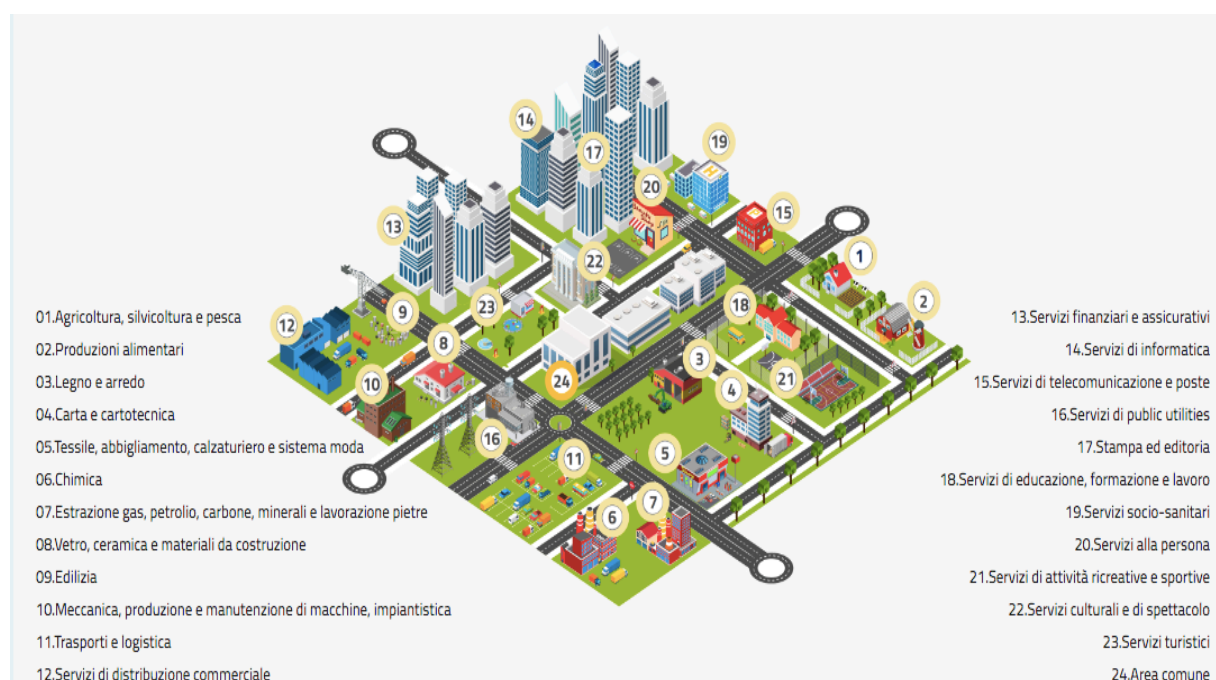 14
19
17
20
13
15
22
1
23
18
2
12
9
8
3
10
24
4
21
16
11
5
6
7
01.Agricoltura, silvicoltura e pesca
02.Produzioni alimentari
03.Legno e arredo
04.Carta e cartotecnica
05.Tessile, abbigliamento, calzaturiero e sistema moda
06.Chimica
07.Estrazione gas, petrolio, carbone, minerali e lavorazione pietre
08.Vetro, ceramica e materiali da costruzione
09.Edilizia
10.Meccanica, produzione e manutenzione di macchine, impiantistica
11.Trasporti e logistica
12.Servizi di distribuzione commerciale
13.Servizi finanziari e assicurativi
14.Servizi di informatica
15.Servizi di telecomunicazione e poste
16.Servizi di public utilities
17.Stampa ed editoria
18.Servizi di educazione, formazione e lavoro
19.Servizi socio-sanitari
20.Servizi alla persona
21.Servizi di attività ricreative e sportive
22.Servizi culturali e di spettacolo
23.Servizi turistici
24.Area comune
H